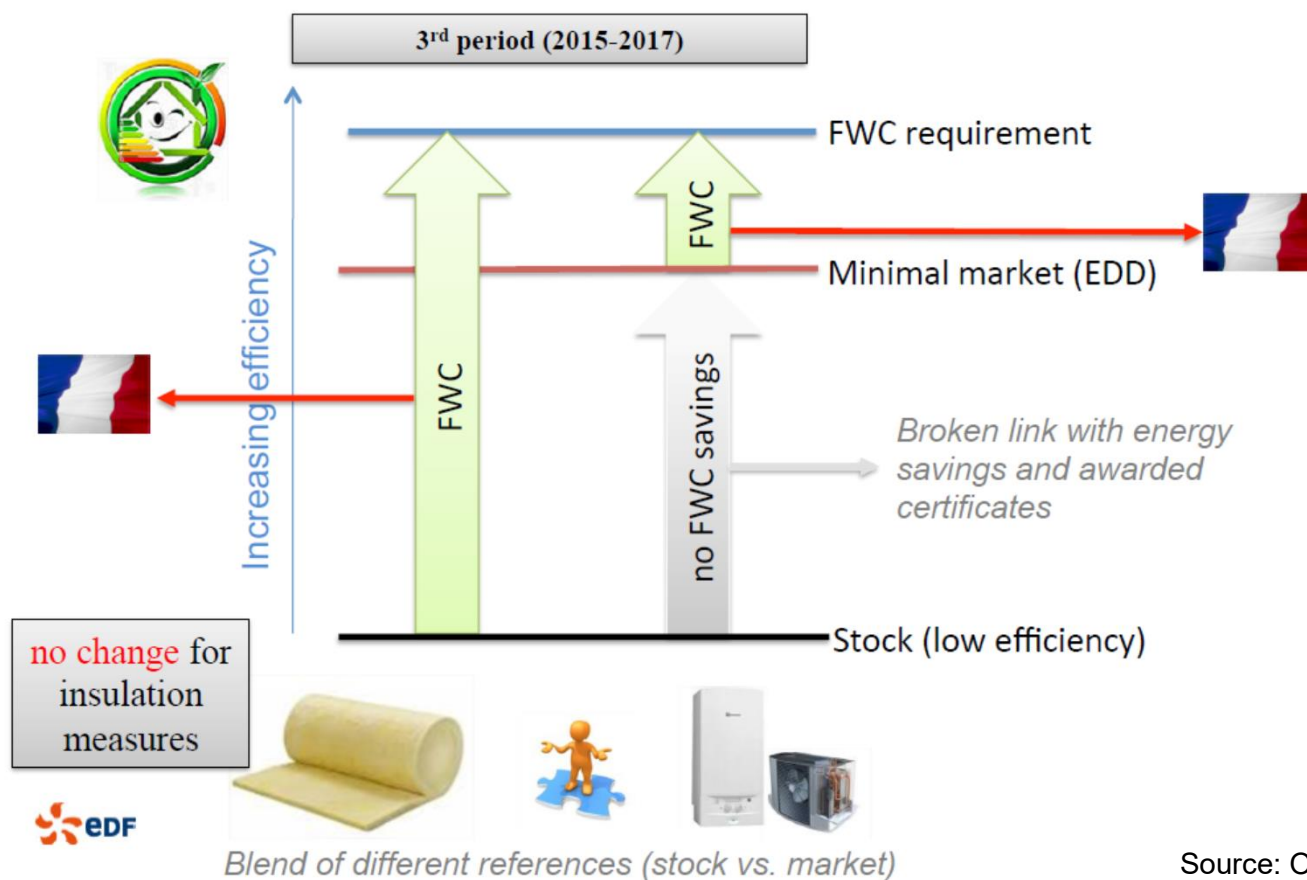 3rd period (2015-2017)
FWC requirement
FWC
FWC
Minimal market (EDD)
Increasing efficiency
no FWC savings
Broken link with energy
savings and awarded
certificates
Stock (low efficiency)
no change for
insulation
measures
eDF
Blend of different references (stock vs. market)
Source: C